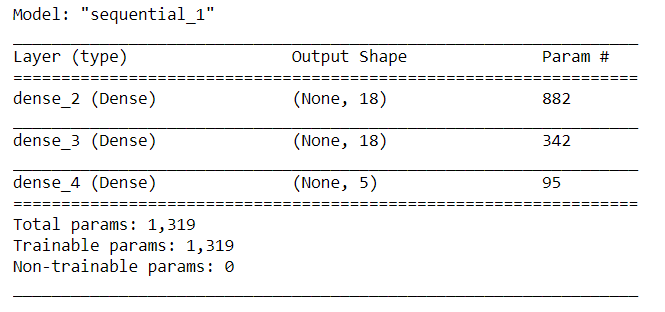 Model: "sequential_1"
Layer (type) Output Shape Param #
dense_2 (Dense) (None, 18) 882
dense_3 (Dense) (None, 18) 342
dense_4 (Dense) (None, 5) 95
Total params: 1,319
Trainable params: 1,319
Non-trainable params: 0